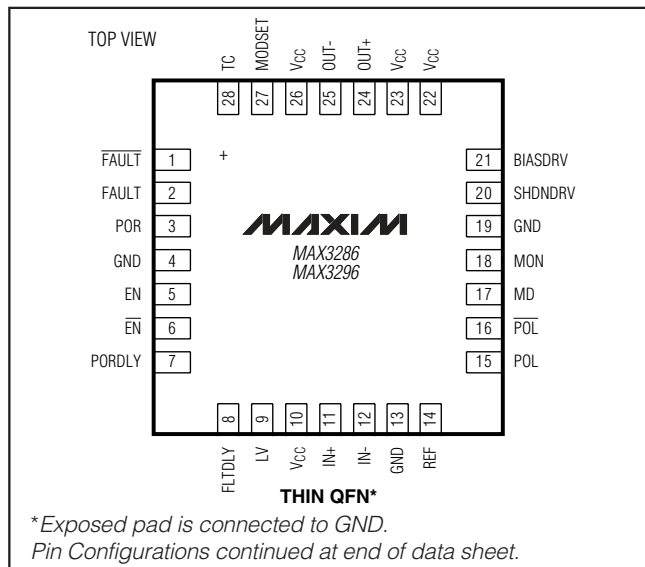 TOP VIEW
TC
MODSET
VCC
OUT-
OUT+
VCC
VCC
28
27
26
25
24
23
22
FAULT 1 + 21 BIASDRV
FAULT 2 20 SHDNDRV
POR 3 MAXIM 19 GND
GND 4 MAX3286 18 MON
MAX3296
EN 5 17 MD
EN 6 16 POL
PORDLY 7 15 POL
8
9
10
11
12
13
14
FLTDLY
LV
VCC
IN+
IN-
GND
REF
THIN QFN*
*Exposed pad is connected to GND.
Pin Configurations continued at end of data sheet.